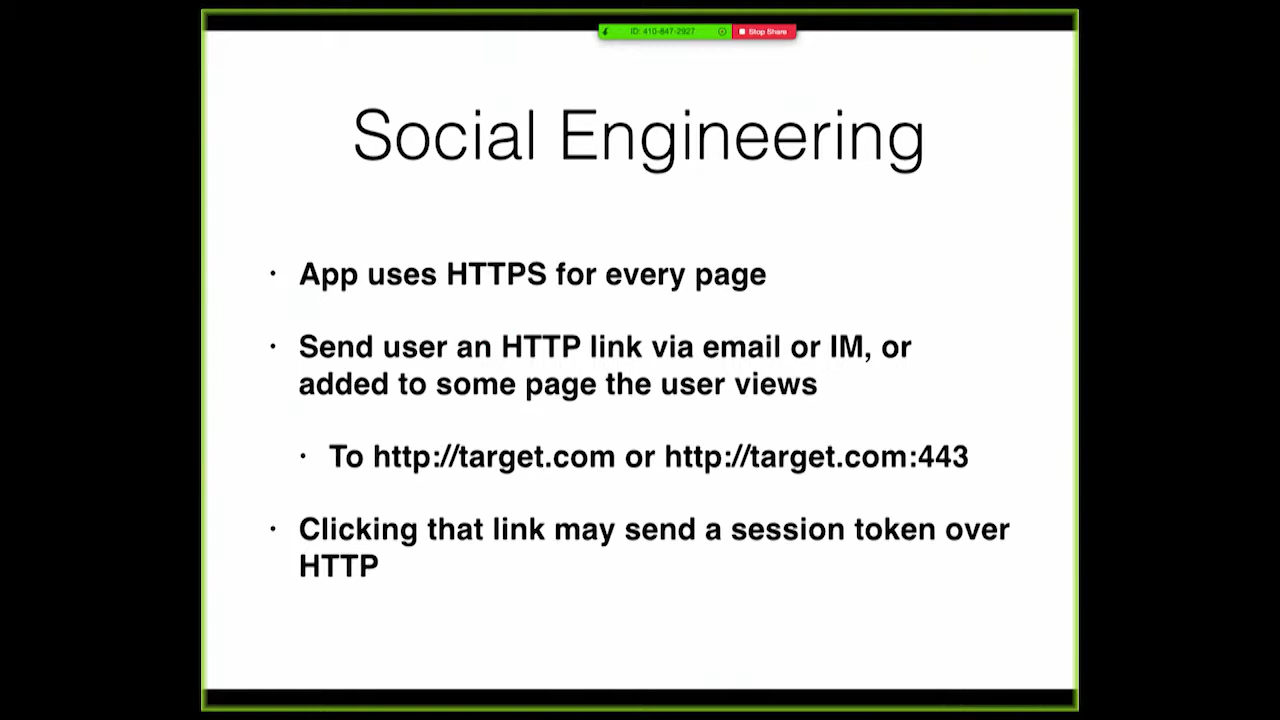 ID: 410-847-2927
Stop Share
Social Engineering
• App uses HTTPS for every page
• Send user an HTTP link via email or IM, or
added to some page the user views
• To http://target.com or http://target.com:443
• Clicking that link may send a session token over
HTTP